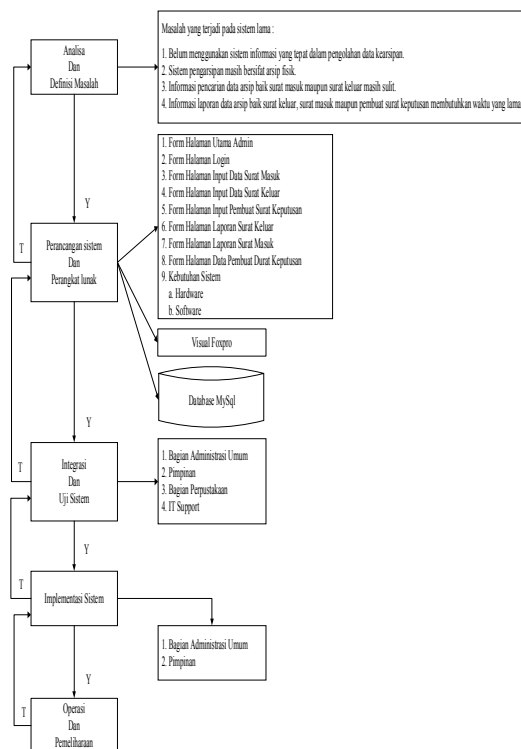 Analisa
Dan
Definisi Masalah
Masalah yang terjadi pada sistem lama :
1. Belum menggunakan sistem informasi yang tepat dalam pengolahan data kearsipan.
2. Sistem pengarsipan masih bersifat arsip fisik.
3. Informasi pencarian data arsip baik surat masuk maupun surat keluar masih sulit.
4. Informasi laporan data arsip baik surat keluar, surat masuk maupun pembuat surat keputusan membutuhkan waktu yang lama
Y
T
Perancangan sistem
Dan
Perangkat lunak
1. Form Halaman Utama Admin
2. Form Halaman Login
3. Form Halaman Input Data Surat Masuk
4. Form Halaman Input Data Surat Keluar
5. Form Halaman Input Pembuat Surat Keputusan
6. Form Halaman Laporan Surat Keluar
7. Form Halaman Laporan Surat Masuk
8. Form Halaman Data Pembuat Durat Keputusan
9. Kebutuhan Sistem
a. Hardware
b. Software
Visual Foxpro
Database MySql
Y
T
Integrasi
Dan
Uji Sistem
1. Bagian Administrasi Umum
2. Pimpinan
3. Bagian Perpustakaan
4. IT Support
Y
T
Implementasi Sistem
1. Bagian Administrasi Umum
2. Pimpinan
Y
T
Operasi
Dan
Pemeliharaan